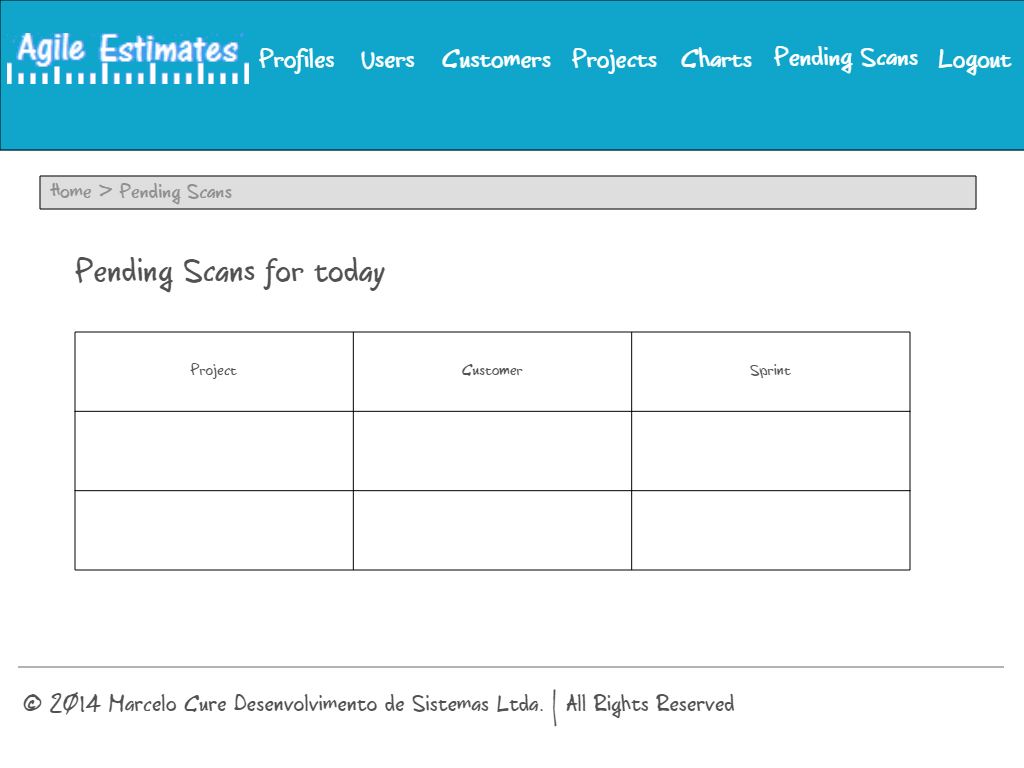 Agile Estimates Profiles Users Customers Projects Charts Pending Scans Logout
Home > Pending Scans
Pending Scans for today
Project Customer Sprint
© 2014 Marcelo Cure Desenvolvimento de Sistemas Ltda. | All Rights Reserved